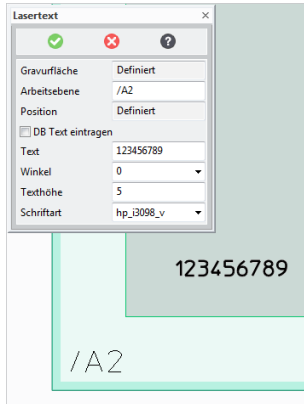 Lasertext
Gravurfläche Definiert
Arbeitsebene /A2
Position Definiert
DB Text eintragen
Text 123456789
Winkel 0
Texthöhe 5
Schriftart hp_i3098_v
123456789
/A2